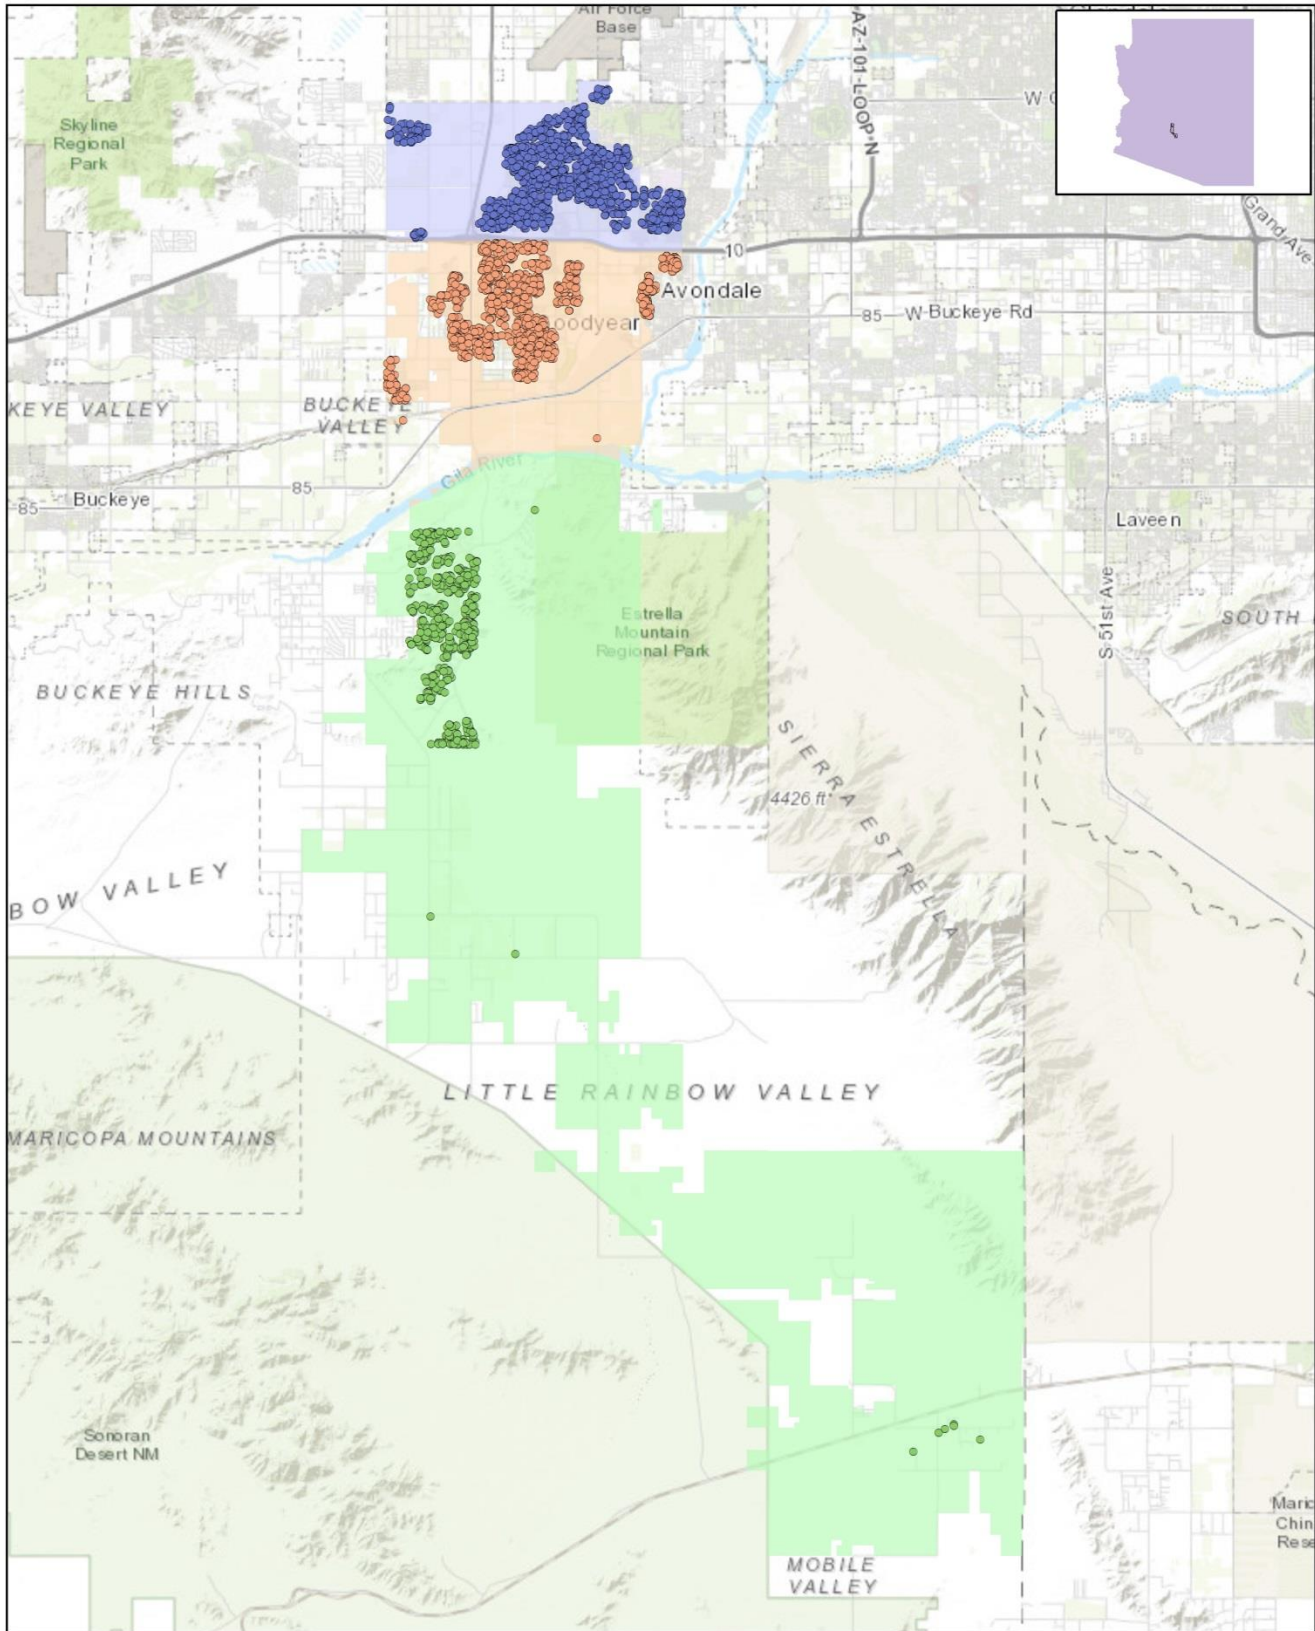 Air Force
Base
AZ-101-LOOP-N
Skyline
Regional
Park
Grand Ave
10
Avondale
oodyear
85
W Buckeye Rd
KEYE VALLEY
BUCKEYE
VALLEY
Gila River
85
Buckeye
85
Laveen
S 51st Ave
Estrella
Mountain
Regional Park
SOUTH
BUCKEYE HILLS
SIERRA ESTRELLA
4426 ft
BOW VALLEY
LITTLE RAINBOW VALLEY
MARICOPA MOUNTAINS
Sonoran
Desert NM
Maric
Chin
Rese
MOBILE
VALLEY